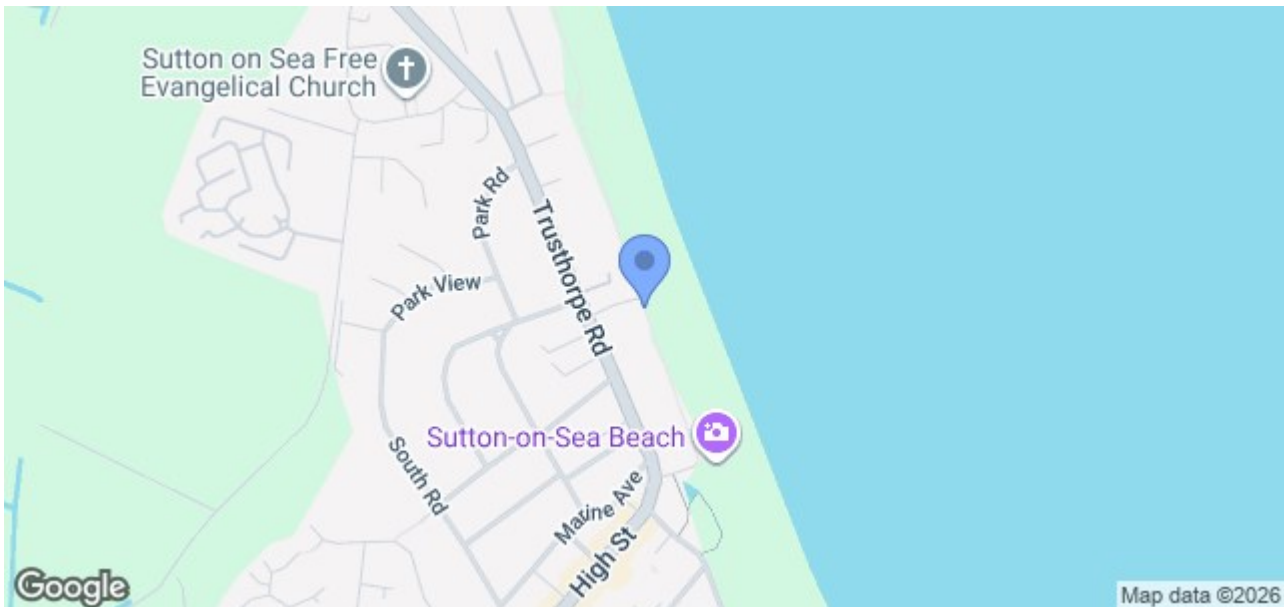 Sutton on Sea Free
Evangelical Church
Park Rd
Trusthorpe Rd
Park View
Sutton-on-Sea Beach
South Rd
Marine Ave
High St
Google
Map data ©2026